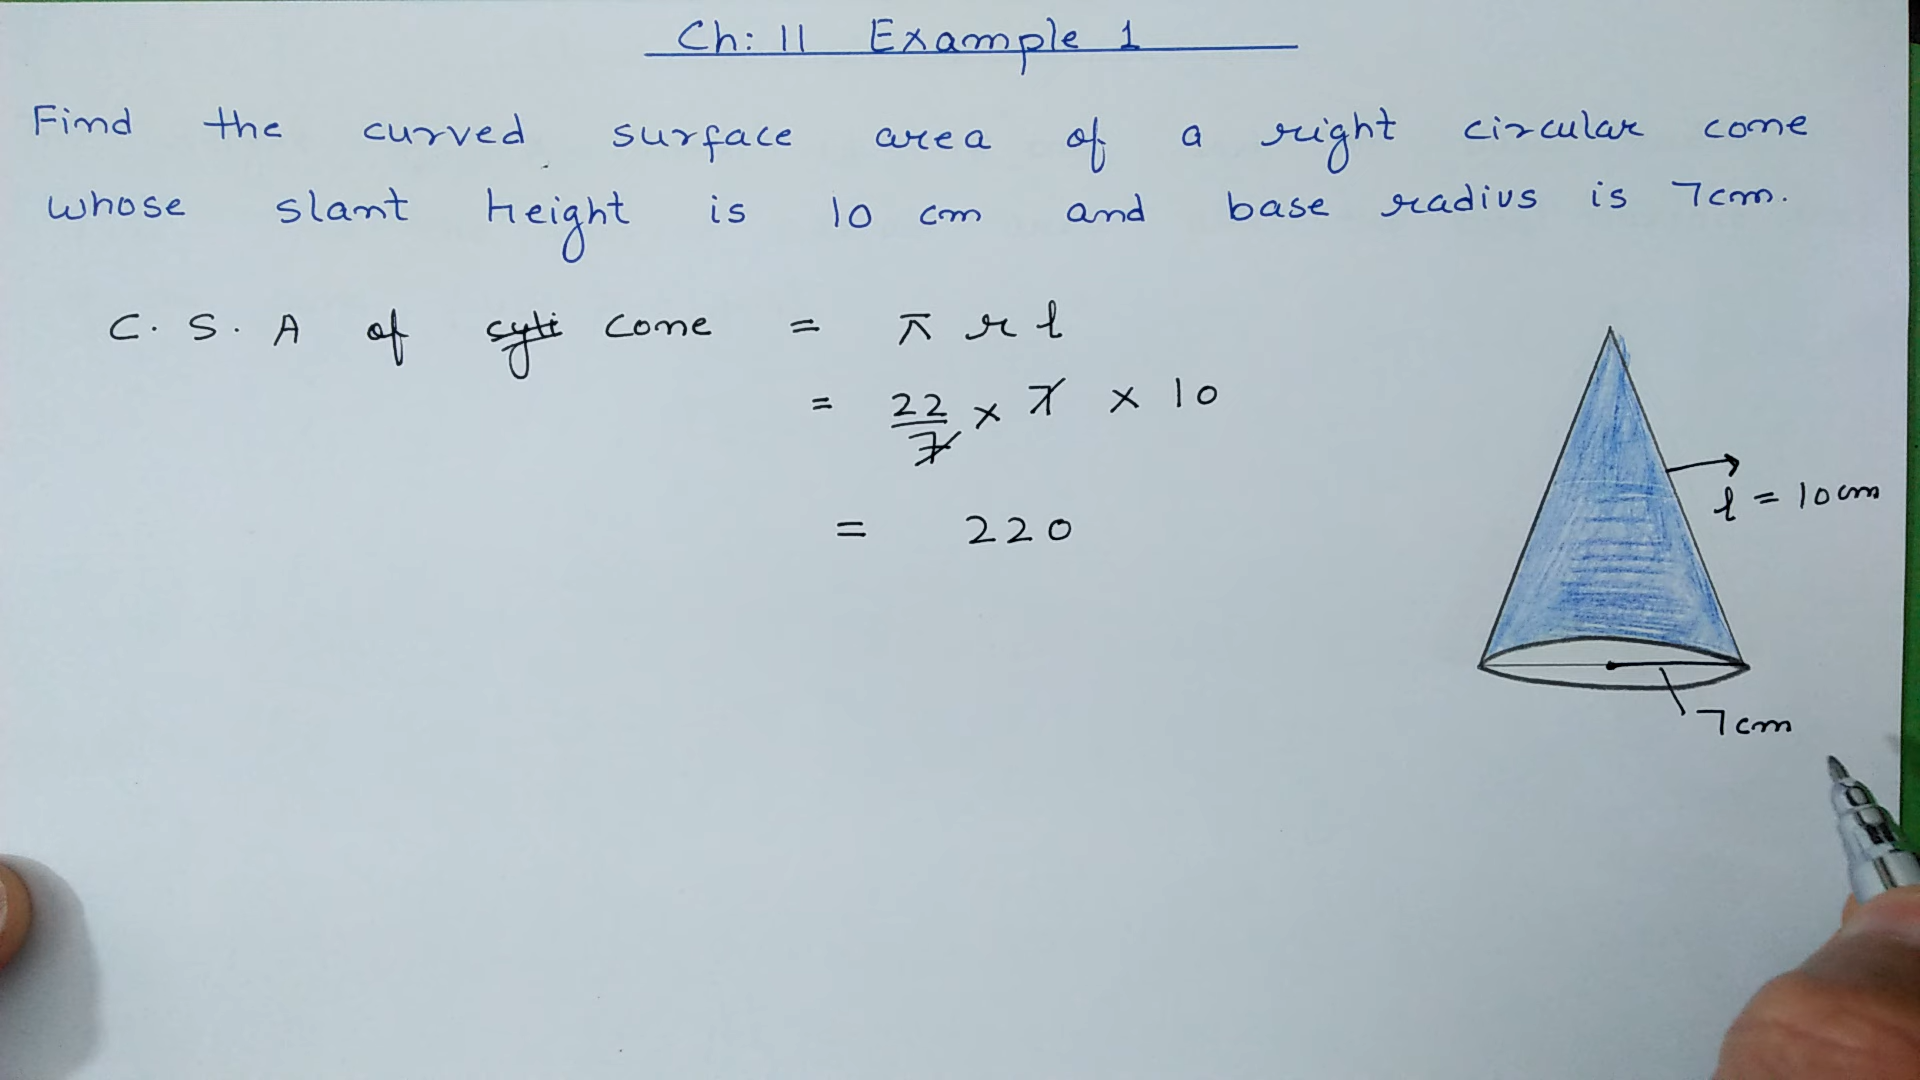 Ch: 11 Example 1
Find the curved surface area of a right circular cone
whose slant height is 10 cm and base radius is 7cm.
C. S. A of cyli cone = π r l
= 22/7 × 7 × 10
= 220
l = 10cm
7cm